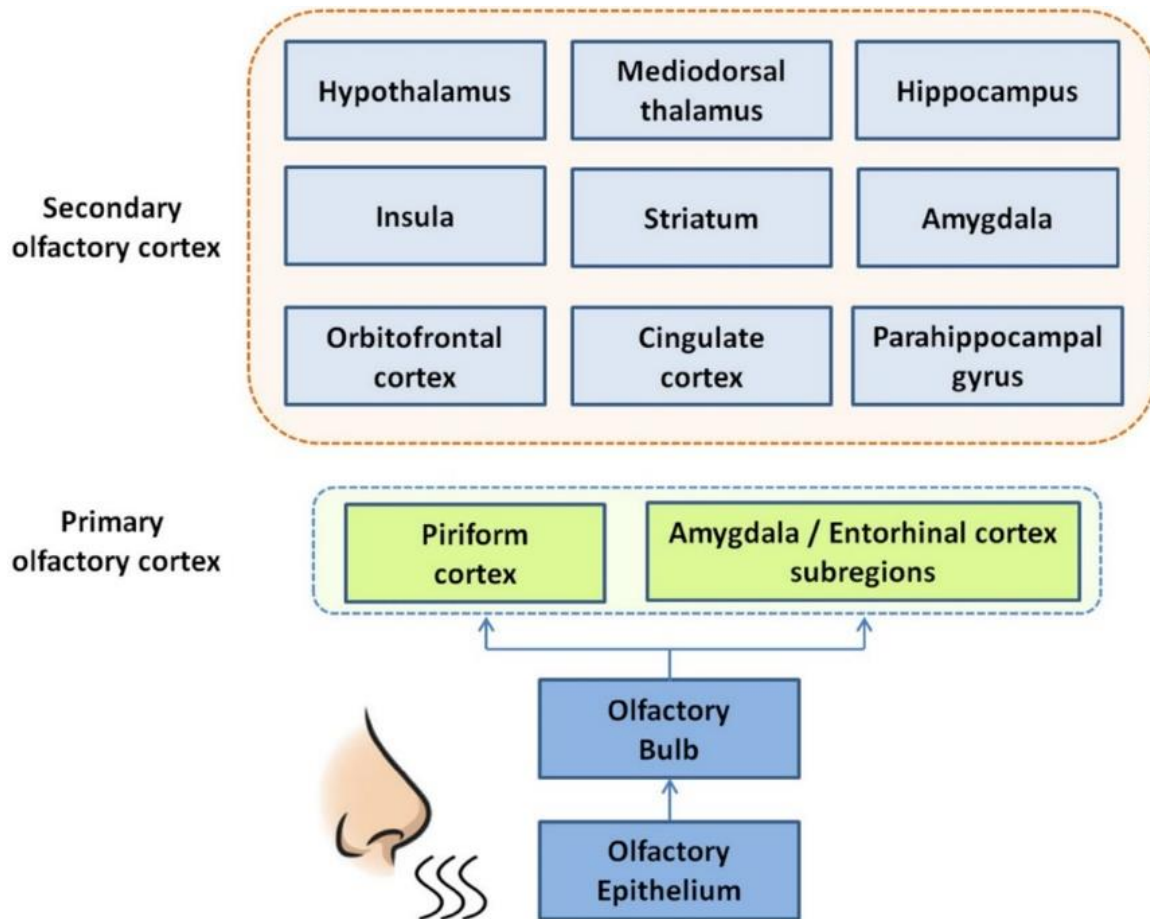 Hypothalamus
Mediodorsal
thalamus
Hippocampus
Secondary
olfactory cortex
Insula
Striatum
Amygdala
Orbitofrontal
cortex
Cingulate
cortex
Parahippocampal
gyrus
Primary
olfactory cortex
Piriform
cortex
Amygdala / Entorhinal cortex
subregions
Olfactory
Bulb
Olfactory
Epithelium